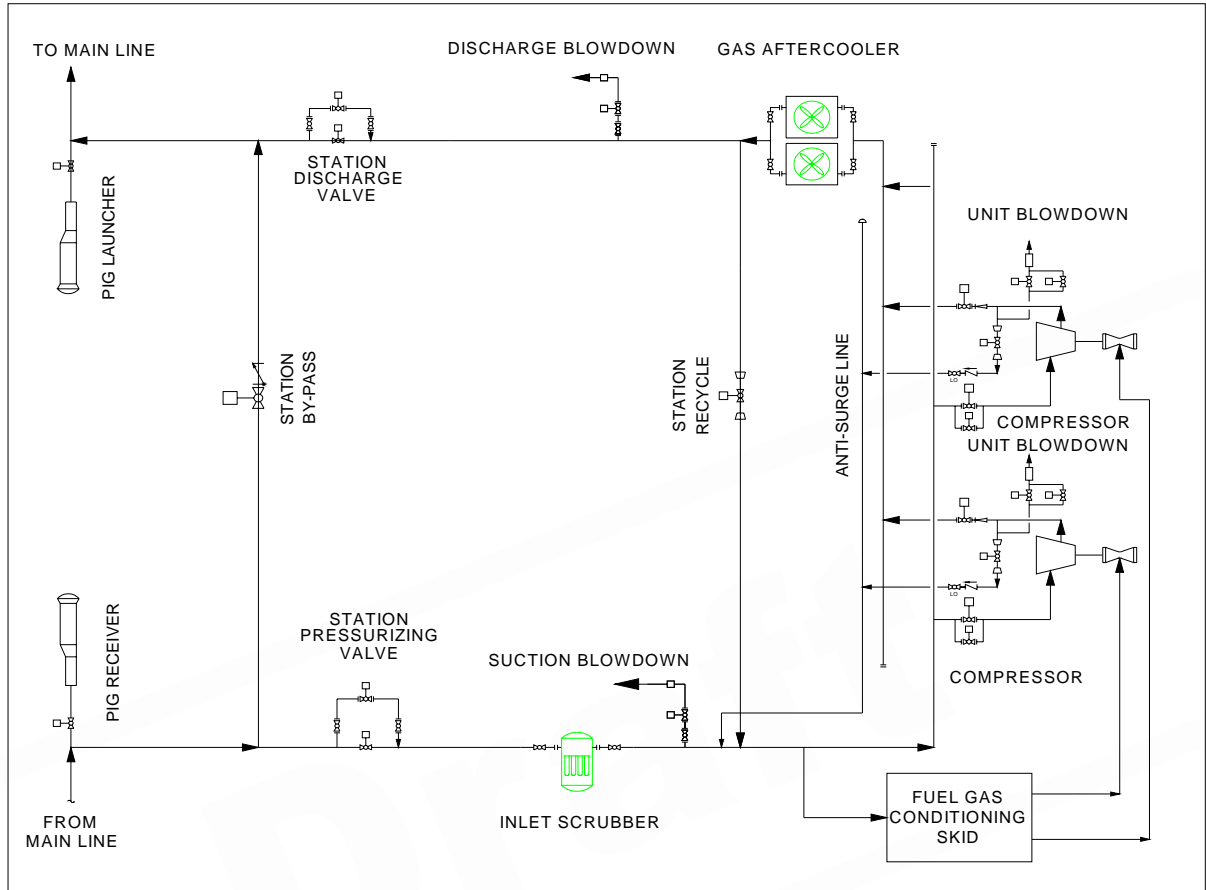 TO MAIN LINE
DISCHARGE BLOWDOWN
GAS AFTERCOOLER
STATION
DISCHARGE
VALVE
PIG LAUNCHER
UNIT BLOWDOWN
STATION
BY-PASS
STATION
RECYCLE
ANTI-SURGE LINE
LO
COMPRESSOR
UNIT BLOWDOWN
LO
COMPRESSOR
PIG RECEIVER
STATION
PRESSURIZING
VALVE
SUCTION BLOWDOWN
INLET SCRUBBER
FROM
MAIN LINE
FUEL GAS
CONDITIONING
SKID
Draft